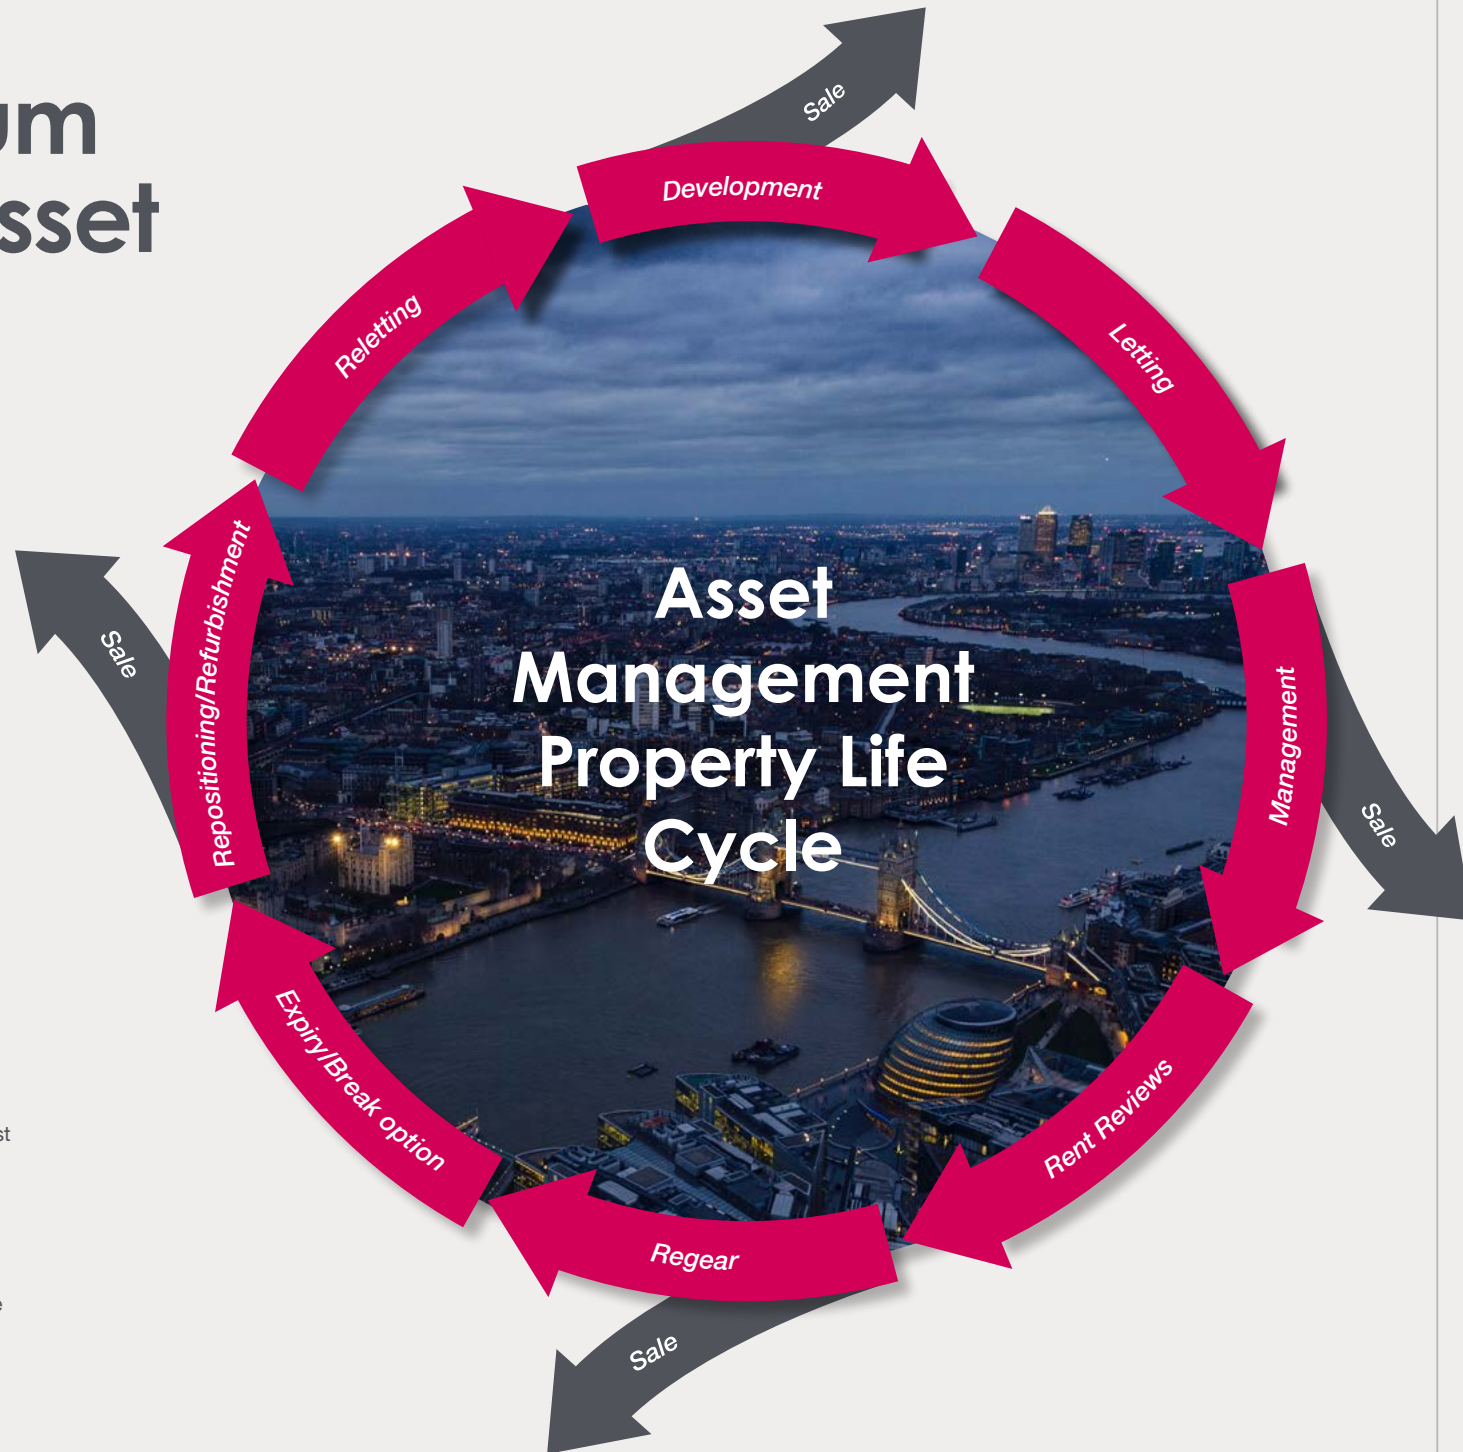 um
sset
Sale
Development
Letting
Management
Sale
Rent Reviews
Regear
Sale
Expiry/Break option
Repositioning/Refurbishment
Sale
Reletting
Asset
Management
Property Life
Cycle
st
e